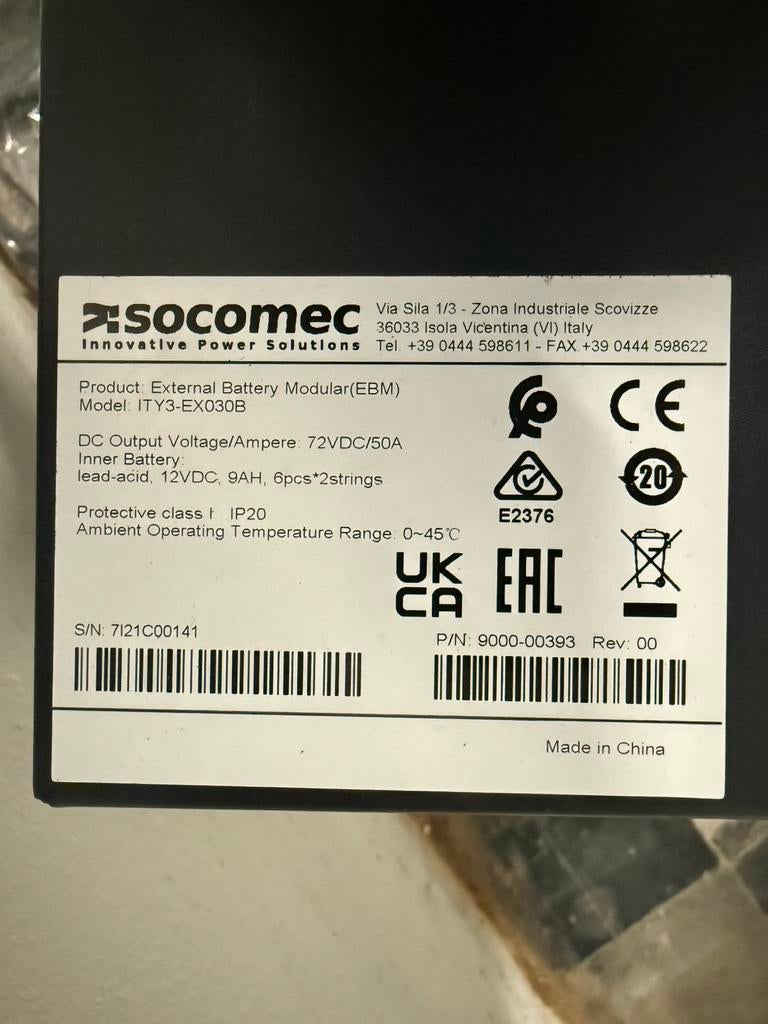 socomec
Innovative Power Solutions
Via Sila 1/3 - Zona Industriale Scovizze
36033 Isola Vicentina (VI) Italy
Tel. +39 0444 598611 - FAX +39 0444 598622
Product: External Battery Modular(EBM)
Model: ITY3-EX030B
DC Output Voltage/Ampere: 72VDC/50A
Inner Battery:
lead-acid, 12VDC, 9AH, 6pcs*2strings
Protective class I IP20
Ambient Operating Temperature Range: 0~45℃
CE
20
E2376
UK
CA
EAC
S/N: 7I21C00141
P/N: 9000-00393 Rev: 00
Made in China